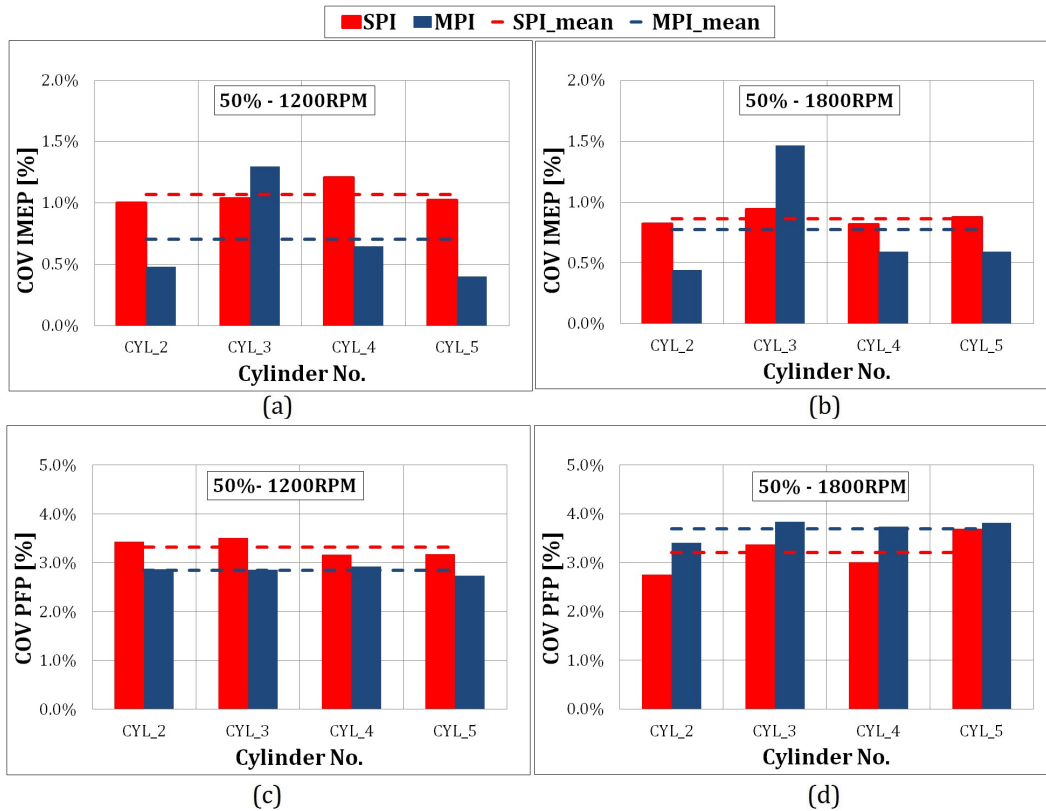 SPI MPI SPI_mean MPI_mean
50% - 1200RPM
COV IMEP [%]
2.0%
1.5%
1.0%
0.5%
0.0%
CYL_2 CYL_3 CYL_4 CYL_5
Cylinder No.
(a)
50% - 1800RPM
COV IMEP [%]
2.0%
1.5%
1.0%
0.5%
0.0%
CYL_2 CYL_3 CYL_4 CYL_5
Cylinder No.
(b)
50%- 1200RPM
COV PFP [%]
5.0%
4.0%
3.0%
2.0%
1.0%
0.0%
CYL_2 CYL_3 CYL_4 CYL_5
Cylinder No.
(c)
50% - 1800RPM
COV PFP [%]
5.0%
4.0%
3.0%
2.0%
1.0%
0.0%
CYL_2 CYL_3 CYL_4 CYL_5
Cylinder No.
(d)